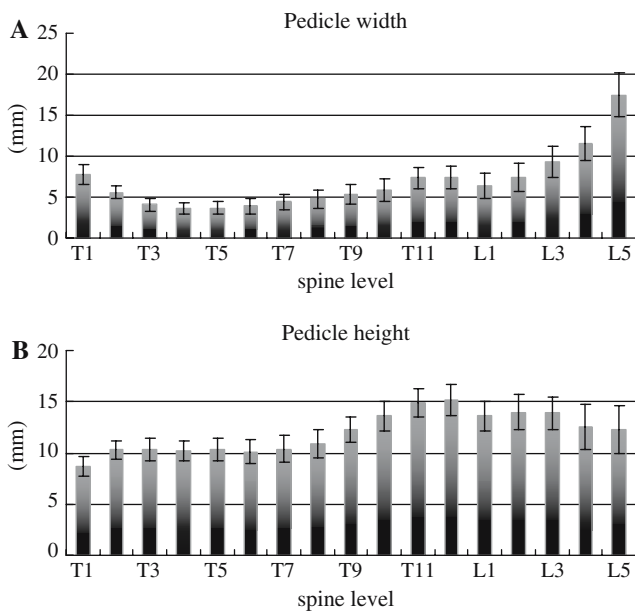 A
Pedicle width
25
20
15
10
5
0
(mm)
T1 T3 T5 T7 T9 T11 L1 L3 L5
spine level
B
Pedicle height
20
15
10
5
0
(mm)
T1 T3 T5 T7 T9 T11 L1 L3 L5
spine level